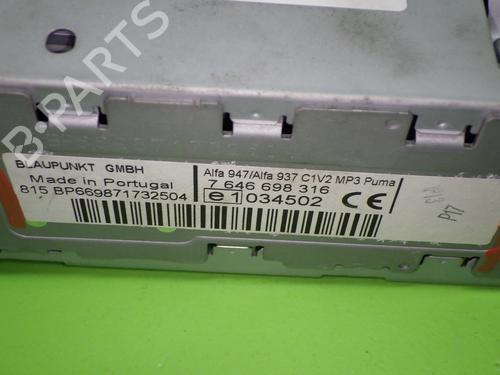 B-PARTS
BLAUPUNKT GMBH
Made in Portugal
815 BP669871732504
Alfa 947/Alfa 937 C1V2 MP3 Puma
7 646 698 316
e1 034502 CE
P17